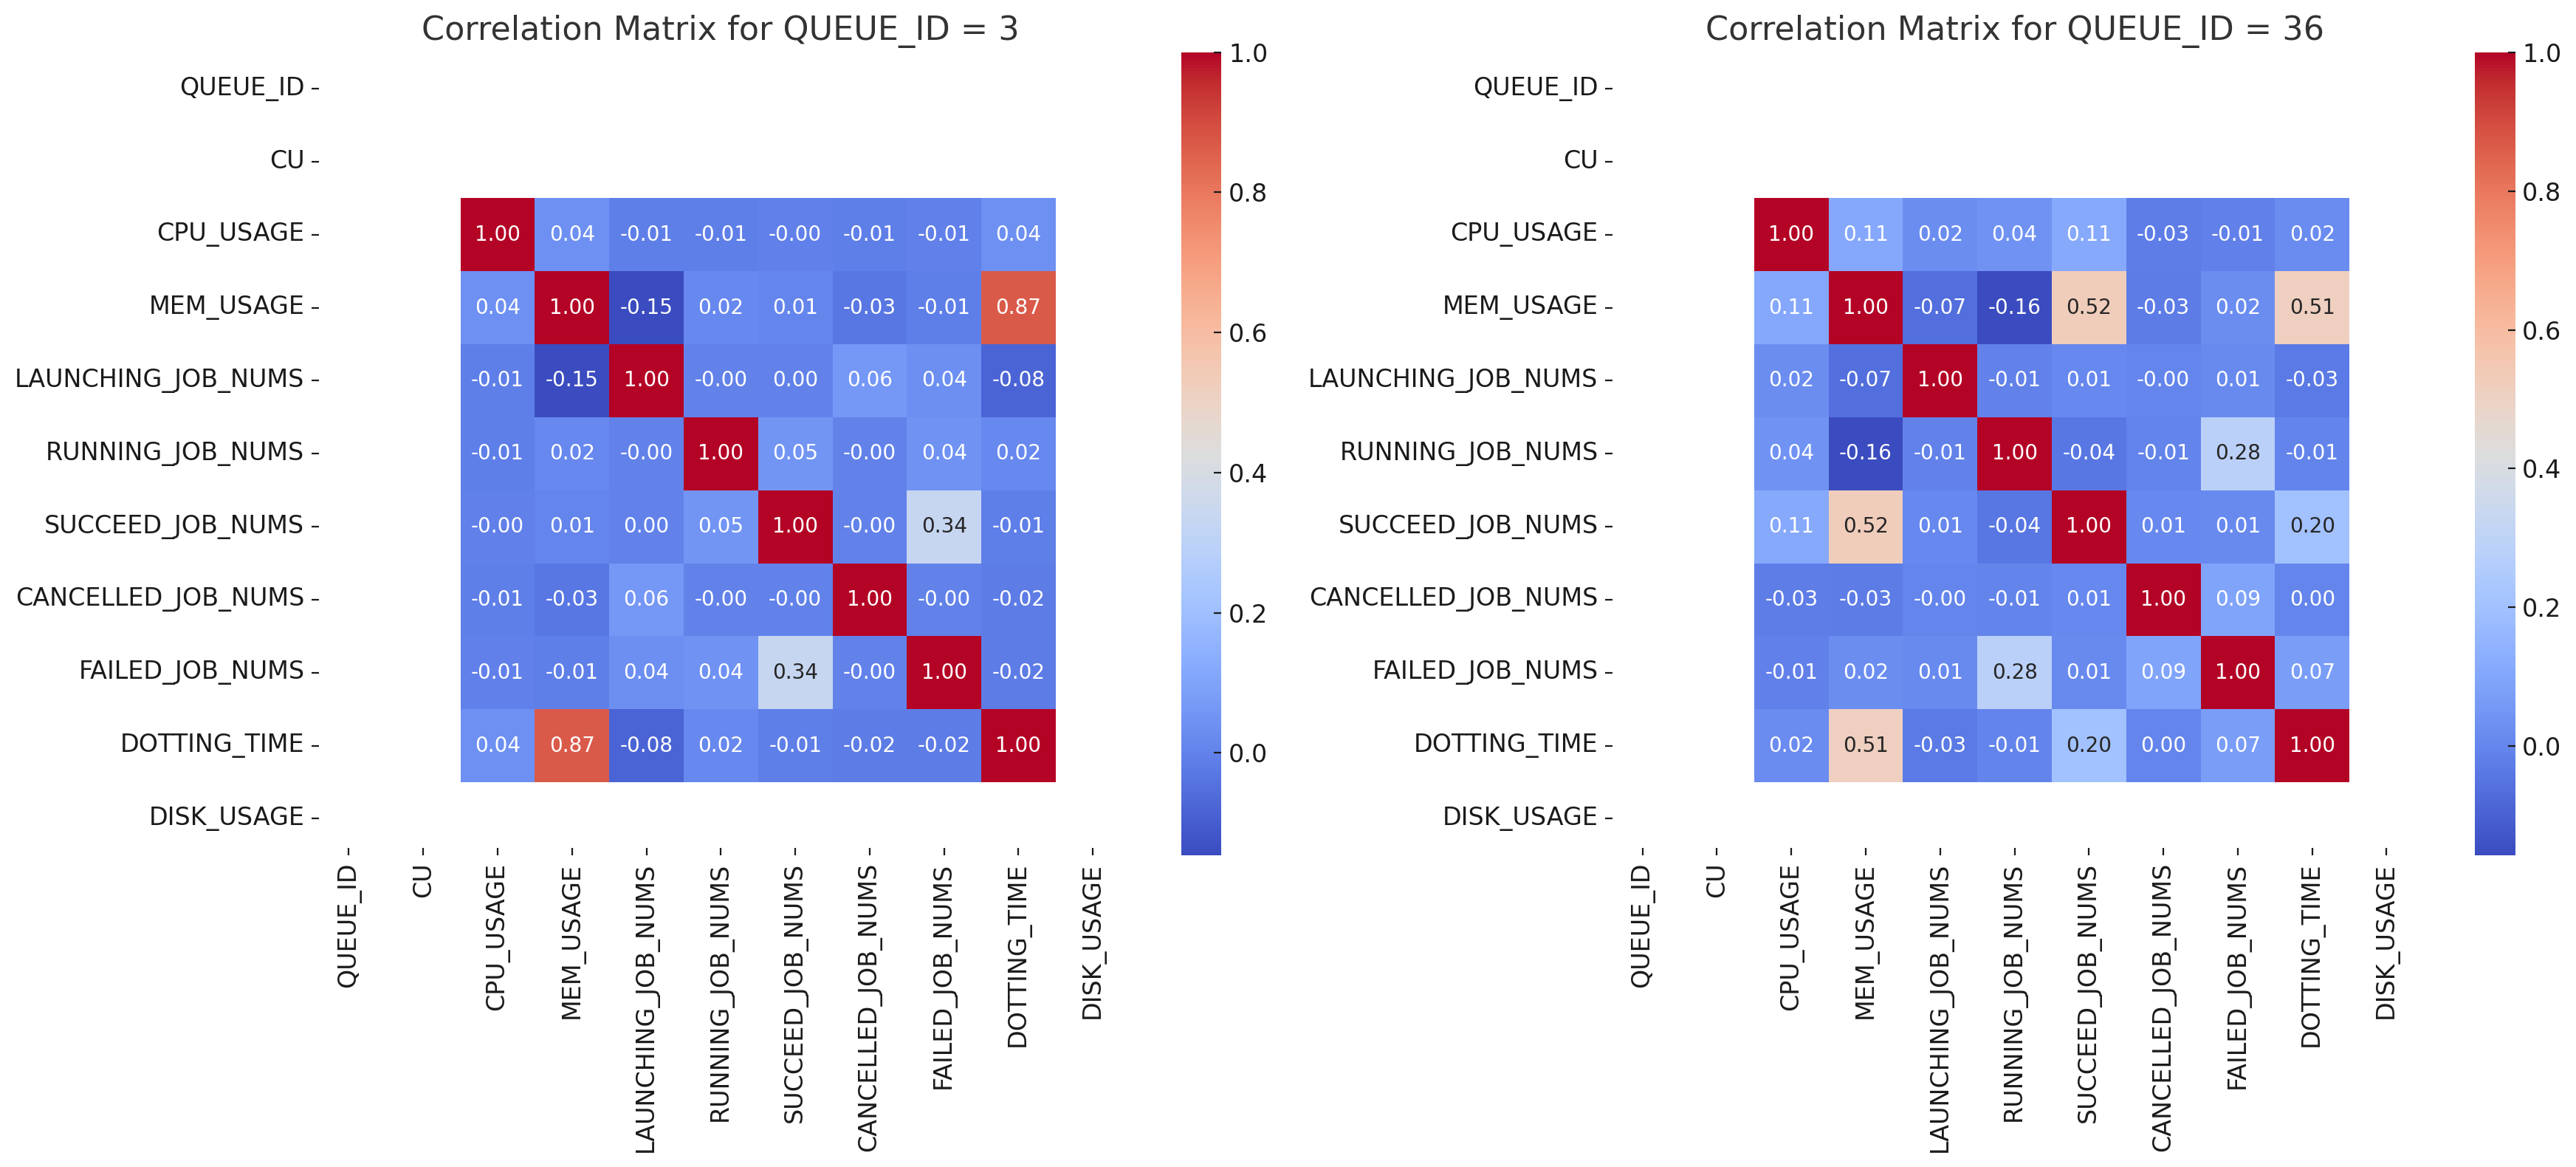 Correlation Matrix for QUEUE_ID = 3
QUEUE_ID
CU
CPU_USAGE 1.00 0.04 -0.01 -0.01 -0.00 -0.01 -0.01 0.04
MEM_USAGE 0.04 1.00 -0.15 0.02 0.01 -0.03 -0.01 0.87
LAUNCHING_JOB_NUMS -0.01 -0.15 1.00 -0.00 0.00 0.06 0.04 -0.08
RUNNING_JOB_NUMS -0.01 0.02 -0.00 1.00 0.05 -0.00 0.04 0.02
SUCCEED_JOB_NUMS -0.00 0.01 0.00 0.05 1.00 -0.00 0.34 -0.01
CANCELLED_JOB_NUMS -0.01 -0.03 0.06 -0.00 -0.00 1.00 -0.00 -0.02
FAILED_JOB_NUMS -0.01 -0.01 0.04 0.04 0.34 -0.00 1.00 -0.02
DOTTING_TIME 0.04 0.87 -0.08 0.02 -0.01 -0.02 -0.02 1.00
DISK_USAGE
QUEUE_ID
CU
CPU_USAGE
MEM_USAGE
LAUNCHING_JOB_NUMS
RUNNING_JOB_NUMS
SUCCEED_JOB_NUMS
CANCELLED_JOB_NUMS
FAILED_JOB_NUMS
DOTTING_TIME
DISK_USAGE
1.0
0.8
0.6
0.4
0.2
0.0
Correlation Matrix for QUEUE_ID = 36
QUEUE_ID
CU
CPU_USAGE 1.00 0.11 0.02 0.04 0.11 -0.03 -0.01 0.02
MEM_USAGE 0.11 1.00 -0.07 -0.16 0.52 -0.03 0.02 0.51
LAUNCHING_JOB_NUMS 0.02 -0.07 1.00 -0.01 0.01 -0.00 0.01 -0.03
RUNNING_JOB_NUMS 0.04 -0.16 -0.01 1.00 -0.04 -0.01 0.28 -0.01
SUCCEED_JOB_NUMS 0.11 0.52 0.01 -0.04 1.00 0.01 0.01 0.20
CANCELLED_JOB_NUMS -0.03 -0.03 -0.00 -0.01 0.01 1.00 0.09 0.00
FAILED_JOB_NUMS -0.01 0.02 0.01 0.28 0.01 0.09 1.00 0.07
DOTTING_TIME 0.02 0.51 -0.03 -0.01 0.20 0.00 0.07 1.00
DISK_USAGE
QUEUE_ID
CU
CPU_USAGE
MEM_USAGE
LAUNCHING_JOB_NUMS
RUNNING_JOB_NUMS
SUCCEED_JOB_NUMS
CANCELLED_JOB_NUMS
FAILED_JOB_NUMS
DOTTING_TIME
DISK_USAGE
1.0
0.8
0.6
0.4
0.2
0.0